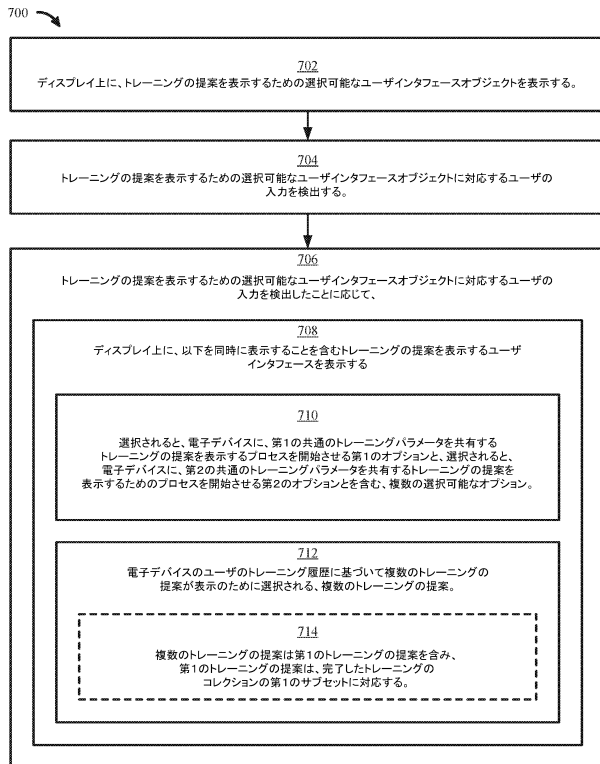 700
702
ディスプレイ上に、トレーニングの提案を表示するための選択可能なユーザインタフェースオブジェクトを表示する。
704
トレーニングの提案を表示するための選択可能なユーザインタフェースオブジェクトに対応するユーザの
入力を検出する。
706
トレーニングの提案を表示するための選択可能なユーザインタフェースオブジェクトに対応するユーザの
入力を検出したことに応じて、
708
ディスプレイ上に、以下を同時に表示することを含むトレーニングの提案を表示するユーザ
インタフェースを表示する
710
選択されると、電子デバイスに、第1の共通のトレーニングパラメータを共有する
トレーニングの提案を表示するプロセスを開始させる第1のオプションと、選択されると、
電子デバイスに、第2の共通のトレーニングパラメータを共有するトレーニングの提案を
表示するためのプロセスを開始させる第2のオプションとを含む、複数の選択可能なオプション。
712
電子デバイスのユーザのトレーニング履歴に基づいて複数のトレーニングの
提案が表示のために選択される、複数のトレーニングの提案。
714
複数のトレーニングの提案は第1のトレーニングの提案を含み、
第1のトレーニングの提案は、完了したトレーニングの
コレクションの第1のサブセットに対応する。